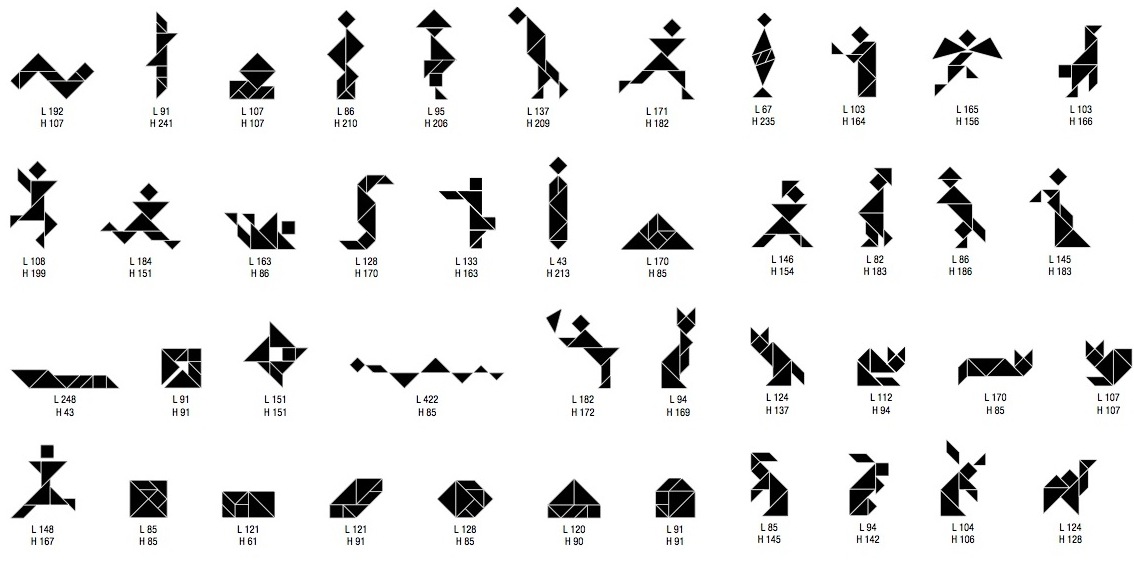 L 192
H 107
L 91
H 241
L 107
H 107
L 86
H 210
L 95
H 206
L 137
H 209
L 171
H 182
L 67
H 235
L 103
H 164
L 165
H 156
L 103
H 166
L 108
H 199
L 184
H 151
L 163
H 86
L 128
H 170
L 133
H 163
L 43
H 213
L 170
H 85
L 146
H 154
L 82
H 183
L 86
H 186
L 145
H 183
L 248
H 43
L 91
H 91
L 151
H 151
L 422
H 85
L 182
H 172
L 94
H 169
L 124
H 137
L 112
H 94
L 170
H 85
L 107
H 107
L 148
H 167
L 85
H 85
L 121
H 61
L 121
H 91
L 128
H 85
L 120
H 90
L 91
H 91
L 85
H 145
L 94
H 142
L 104
H 106
L 124
H 128